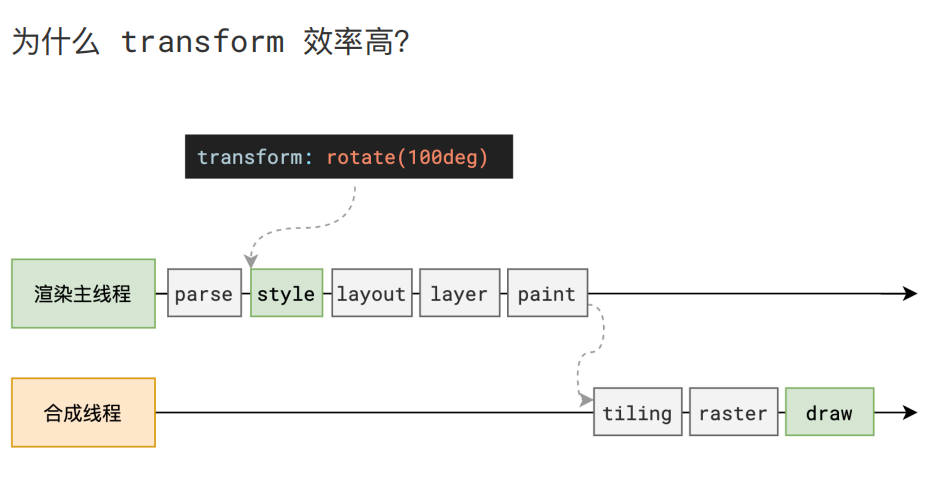 为什么 transform 效率高?
transform: rotate(100deg)
渲染主线程 parse style layout layer paint
合成线程 tiling raster draw